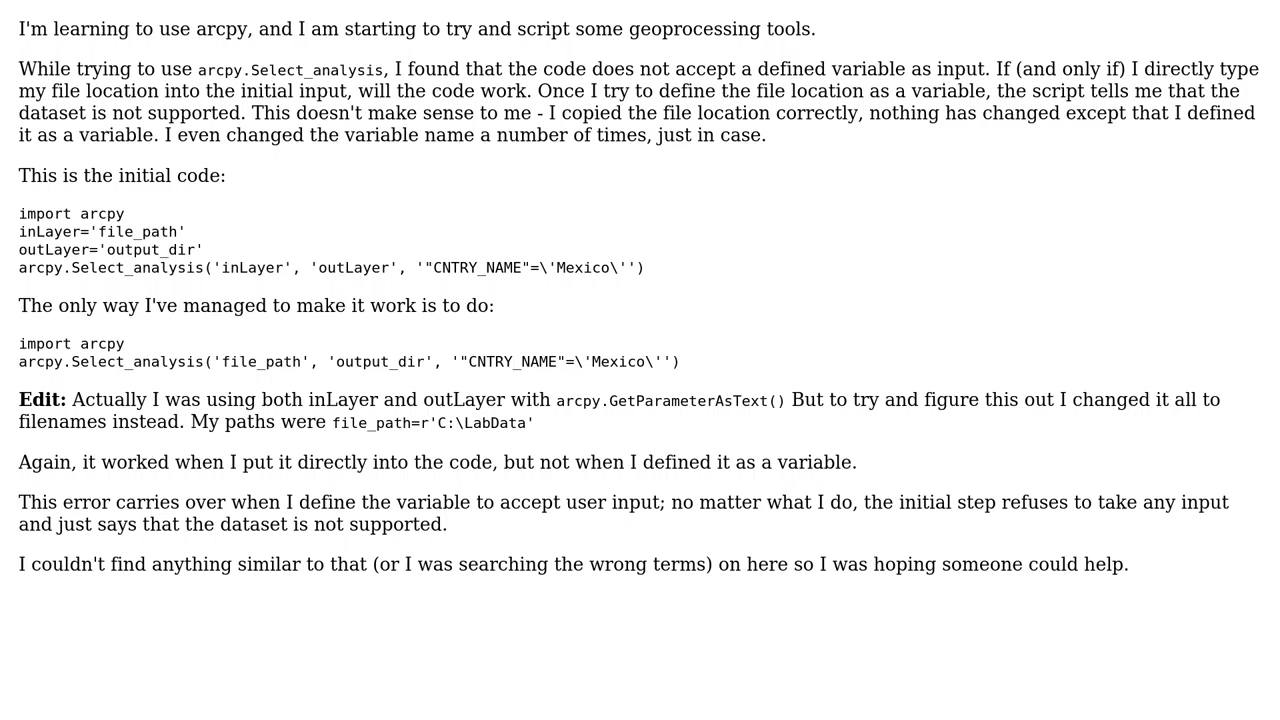 I'm learning to use arcpy, and I am starting to try and script some geoprocessing tools.
While trying to use arcpy.Select_analysis, I found that the code does not accept a defined variable as input. If (and only if) I directly type
my file location into the initial input, will the code work. Once I try to define the file location as a variable, the script tells me that the
dataset is not supported. This doesn't make sense to me - I copied the file location correctly, nothing has changed except that I defined
it as a variable. I even changed the variable name a number of times, just in case.
This is the initial code:
import arcpy
inLayer='file_path'
outLayer='output_dir'
arcpy.Select_analysis('inLayer', 'outLayer', '"CNTRY_NAME"=\'Mexico\'')
The only way I've managed to make it work is to do:
import arcpy
arcpy.Select_analysis('file_path', 'output_dir', '"CNTRY_NAME"=\'Mexico\'')
Edit: Actually I was using both inLayer and outLayer with arcpy.GetParameterAsText() But to try and figure this out I changed it all to
filenames instead. My paths were file_path=r'C:\LabData'
Again, it worked when I put it directly into the code, but not when I defined it as a variable.
This error carries over when I define the variable to accept user input; no matter what I do, the initial step refuses to take any input
and just says that the dataset is not supported.
I couldn't find anything similar to that (or I was searching the wrong terms) on here so I was hoping someone could help.